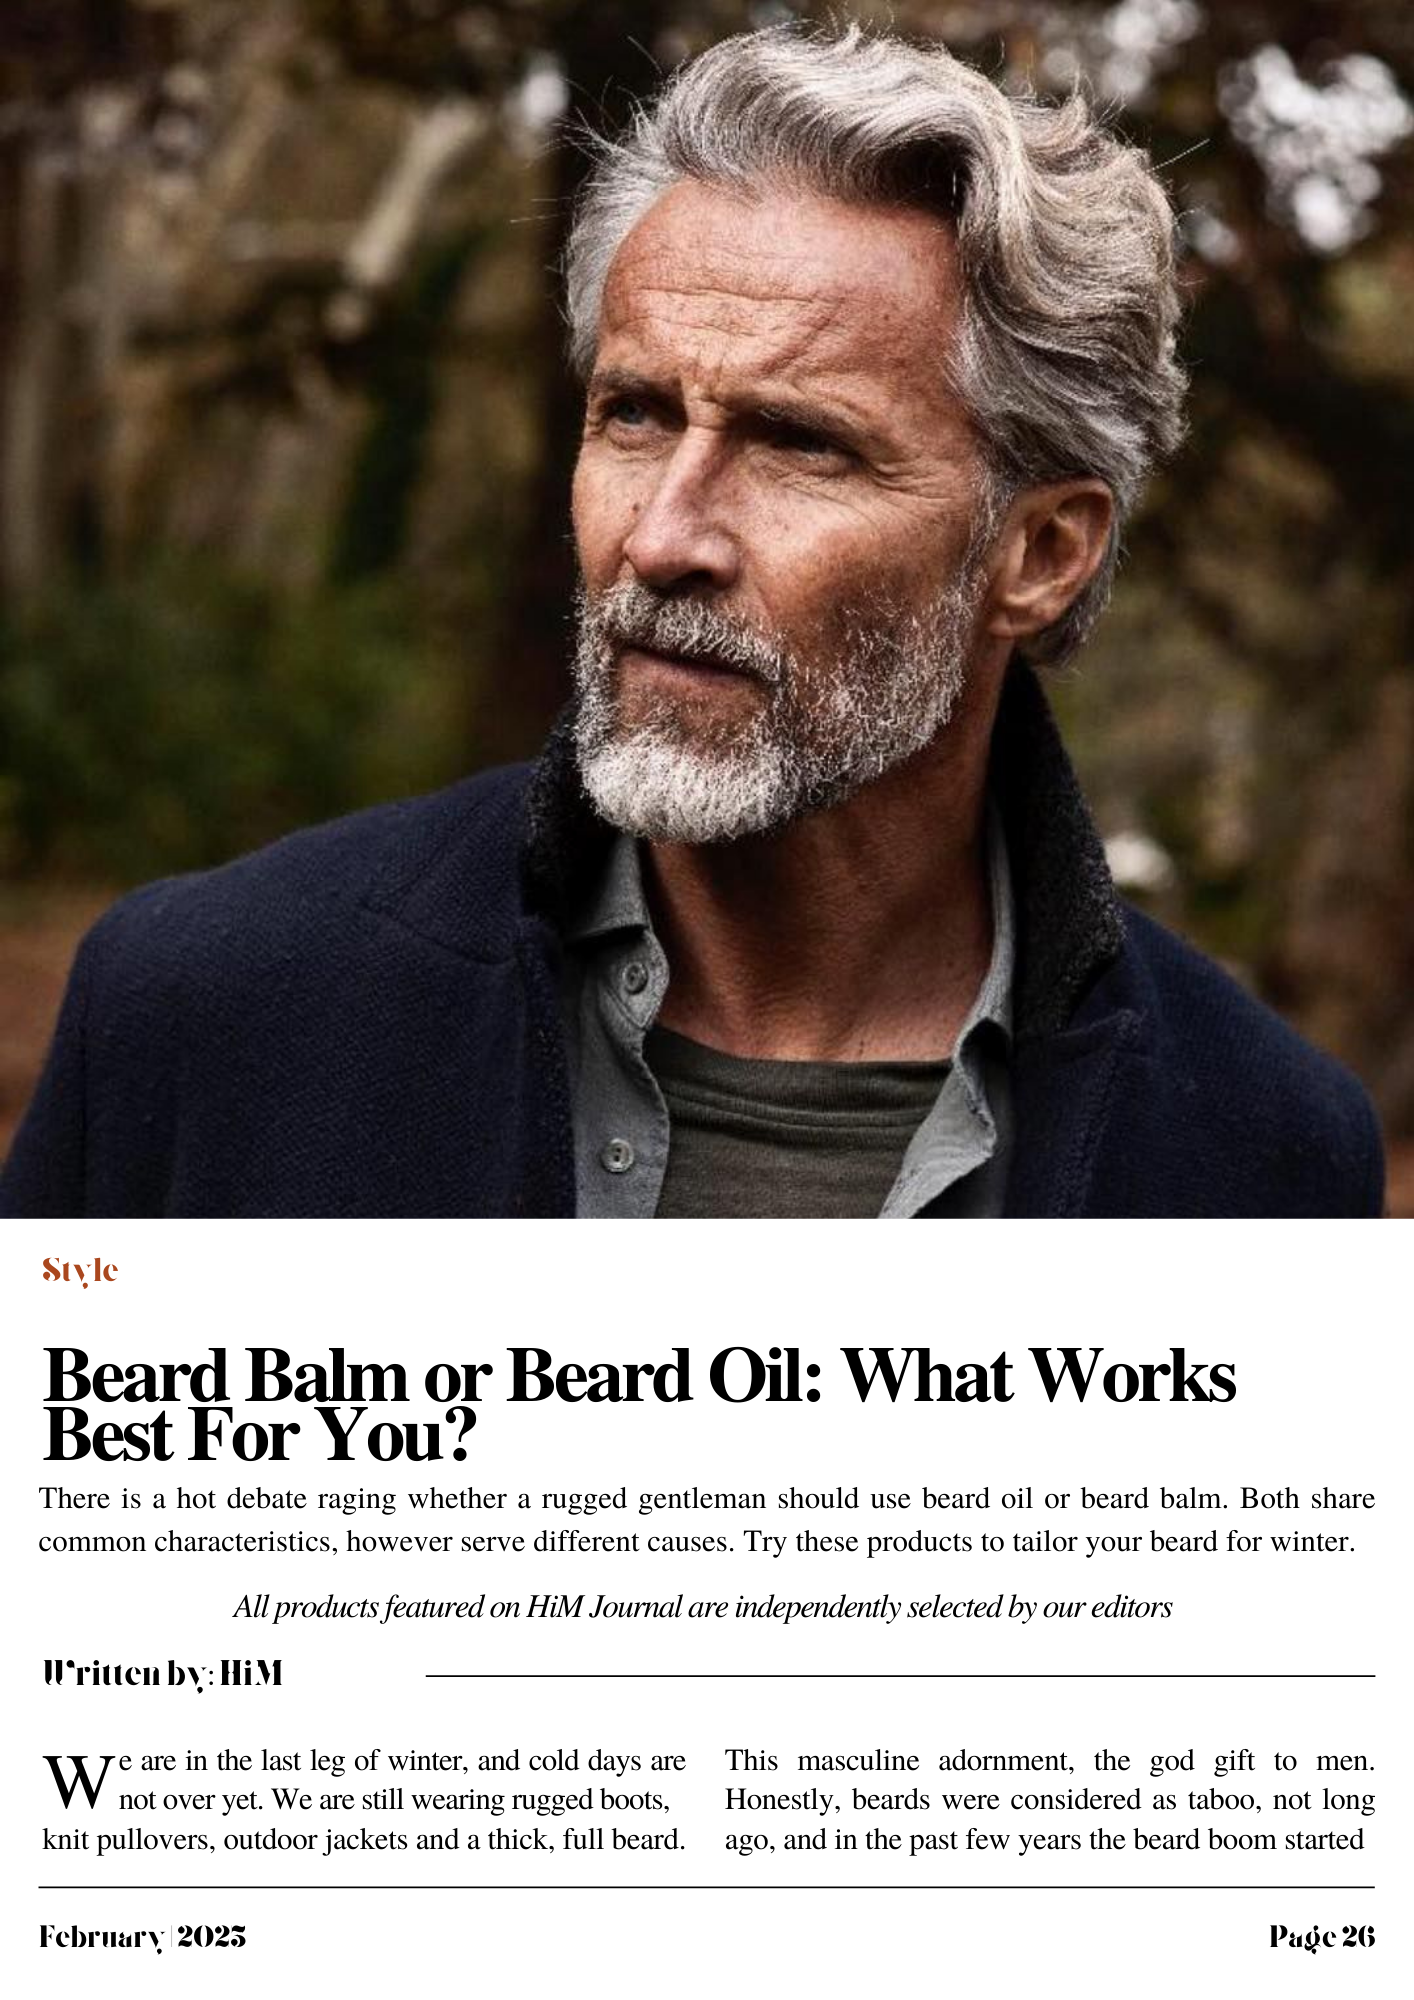 Style
Beard Balm or Beard Oil: What Works
Best For You?
There is a hot debate raging whether a rugged gentleman should use beard oil or beard balm. Both share
common characteristics, however serve different causes. Try these products to tailor your beard for winter.
All products featured on HiM Journal are independently selected by our editors
Written by: HiM
We are in the last leg of winter, and cold days are
not over yet. We are still wearing rugged boots,
knit pullovers, outdoor jackets and a thick, full beard.
This masculine adornment, the god gift to men.
Honestly, beards were considered as taboo, not long
ago, and in the past few years the beard boom started
February | 2025
Page 26